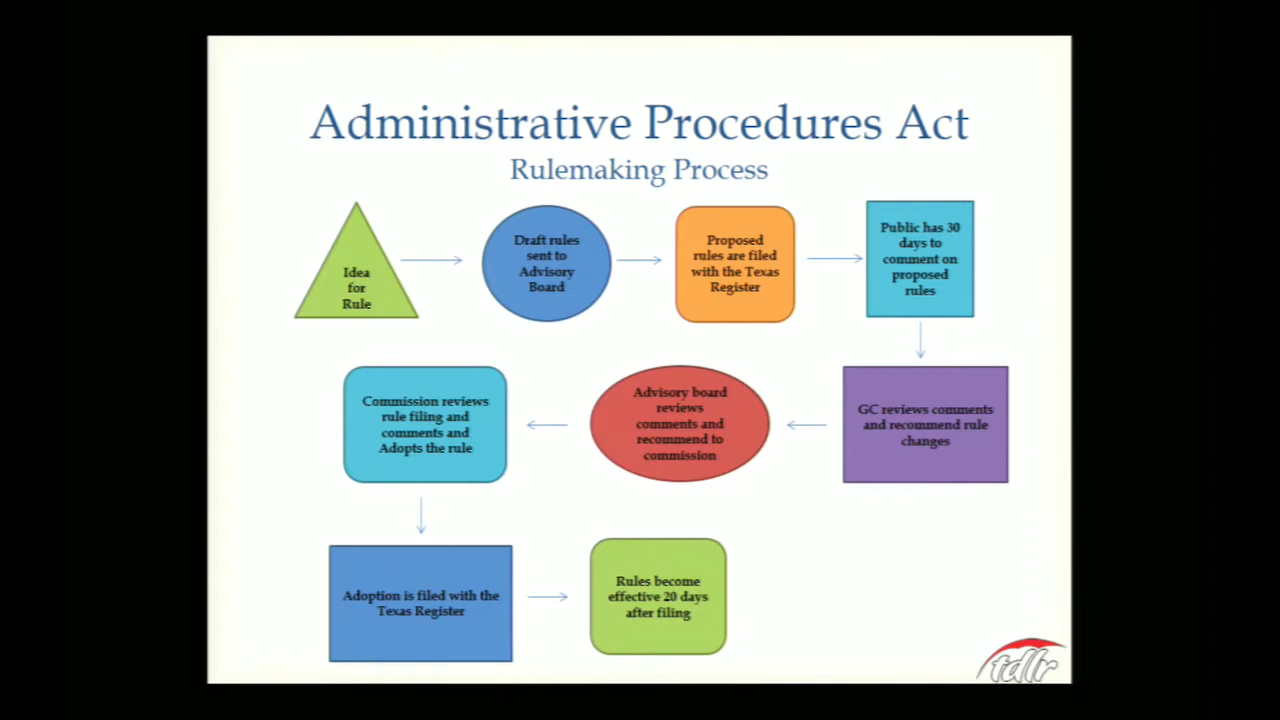 Administrative Procedures Act
Rulemaking Process
Idea
for
Rule
Draft rules
sent to
Advisory
Board
Proposed
rules are filed
with the Texas
Register
Public has 30
days to
comment on
proposed
rules
GC reviews comments
and recommend rule
changes
Advisory board
reviews
comments and
recommend to
commission
Commission reviews
rule filing and
comments and
Adopts the rule
Adoption is filed with the
Texas Register
Rules become
effective 20 days
after filing
tdlr